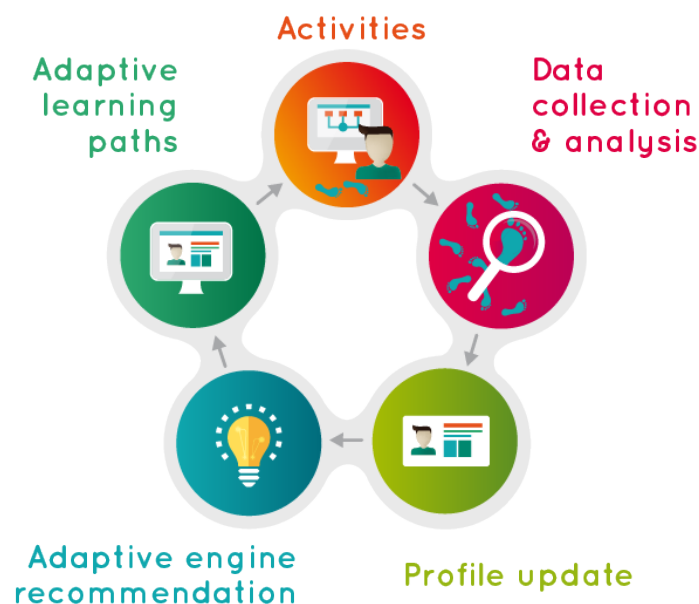 Activities
Adaptive
learning
paths
Data
collection
& analysis
Adaptive engine
recommendation
Profile update